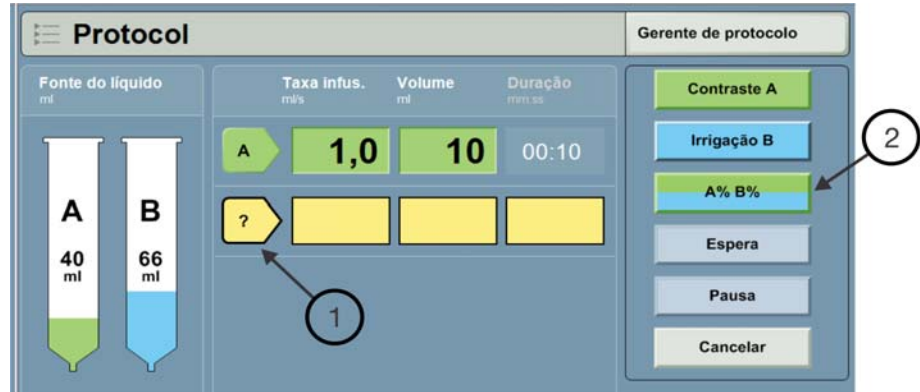 Protocol
Gerente de protocolo
Fonte do líquido
ml
A
40
ml
B
66
ml
Taxa infus.
ml/s
Volume
ml
Duração
mm:ss
A
1,0
10
00:10
?
1
Contraste A
Irrigação B
A% B%
Espera
Pausa
Cancelar
2